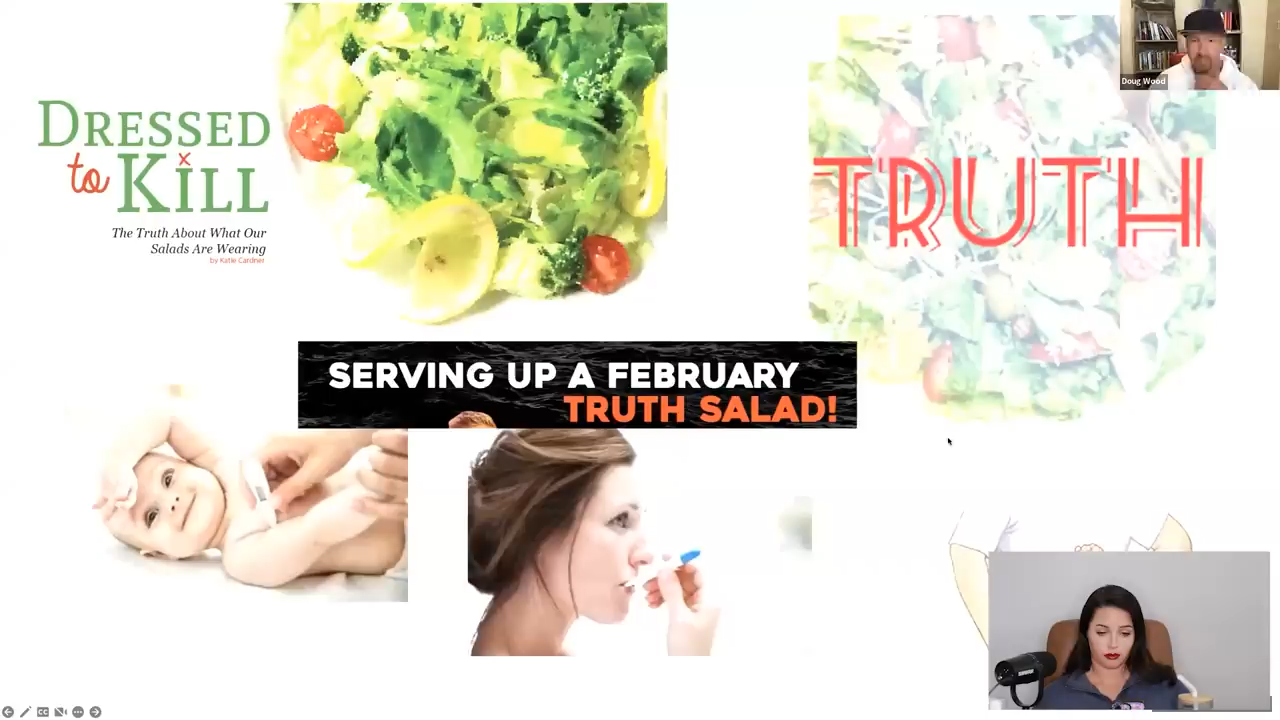 DRESSED
to KILL
The Truth About What Our
Salads Are Wearing
by Katie Cardner
TRUTH
Doug Wood
SERVING UP A FEBRUARY
TRUTH SALAD!
CC